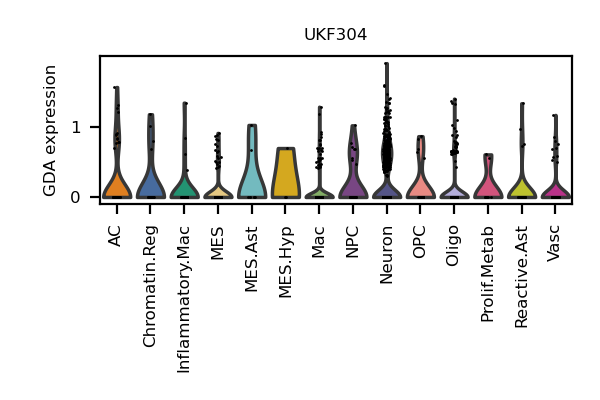 UKF304
GDA expression
1
0
AC
Chromatin.Reg
Inflammatory.Mac
MES
MES.Ast
MES.Hyp
Mac
NPC
Neuron
OPC
Oligo
Prolif.Metab
Reactive.Ast
Vasc